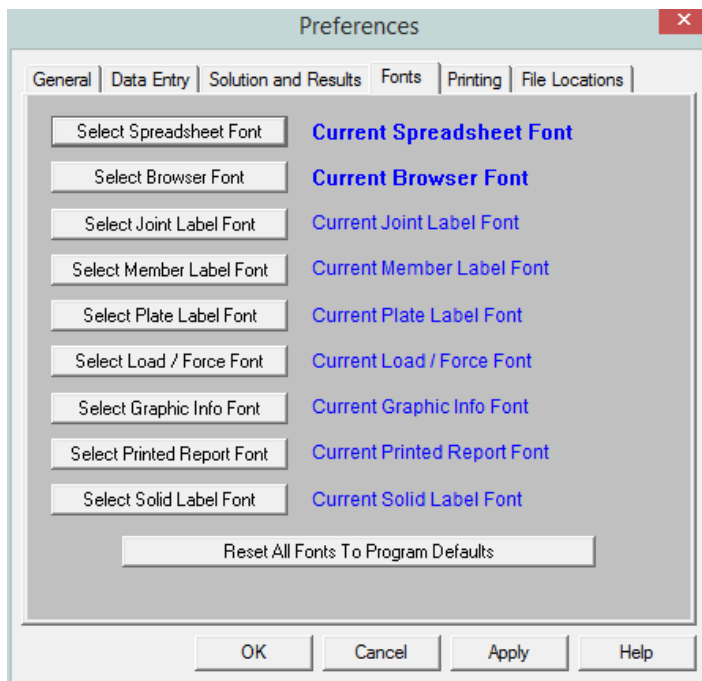 Preferences
General Data Entry Solution and Results Fonts Printing File Locations
Select Spreadsheet Font Current Spreadsheet Font
Select Browser Font Current Browser Font
Select Joint Label Font Current Joint Label Font
Select Member Label Font Current Member Label Font
Select Plate Label Font Current Plate Label Font
Select Load / Force Font Current Load / Force Font
Select Graphic Info Font Current Graphic Info Font
Select Printed Report Font Current Printed Report Font
Select Solid Label Font Current Solid Label Font
Reset All Fonts To Program Defaults
OK Cancel Apply Help